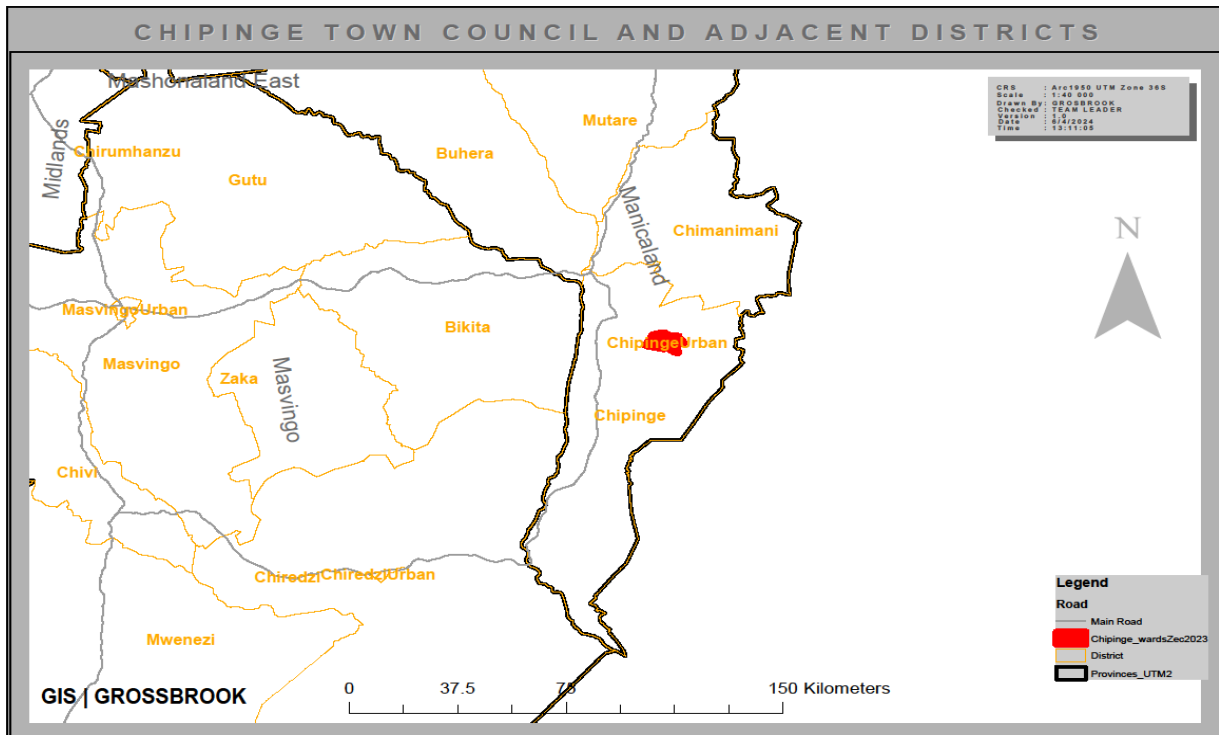 CHIPINGE TOWN COUNCIL AND ADJACENT DISTRICTS
CRS : Arc1950 UTM Zone 36S
Scale : 1:40 000
Drawn By: GROSBROOK
Checked : TEAM LEADER
Version : 1.0
Date : 6/4/2024
Time : 13:11:05
Mashonaland East
Midlands
Chirumhanzu
Gutu
Buhera
Mutare
Manicaland
Chimanimani
N
MasvingoUrban
Masvingo
Zaka
Masvingo
Bikita
ChipingeUrban
Chipinge
Chivi
Chiredzi
ChiredziUrban
Mwenezi
Legend
Road
Main Road
Chipinge_wardsZec2023
District
Provinces_UTM2
GIS | GROSSBROOK
0 37.5 75 150 Kilometers